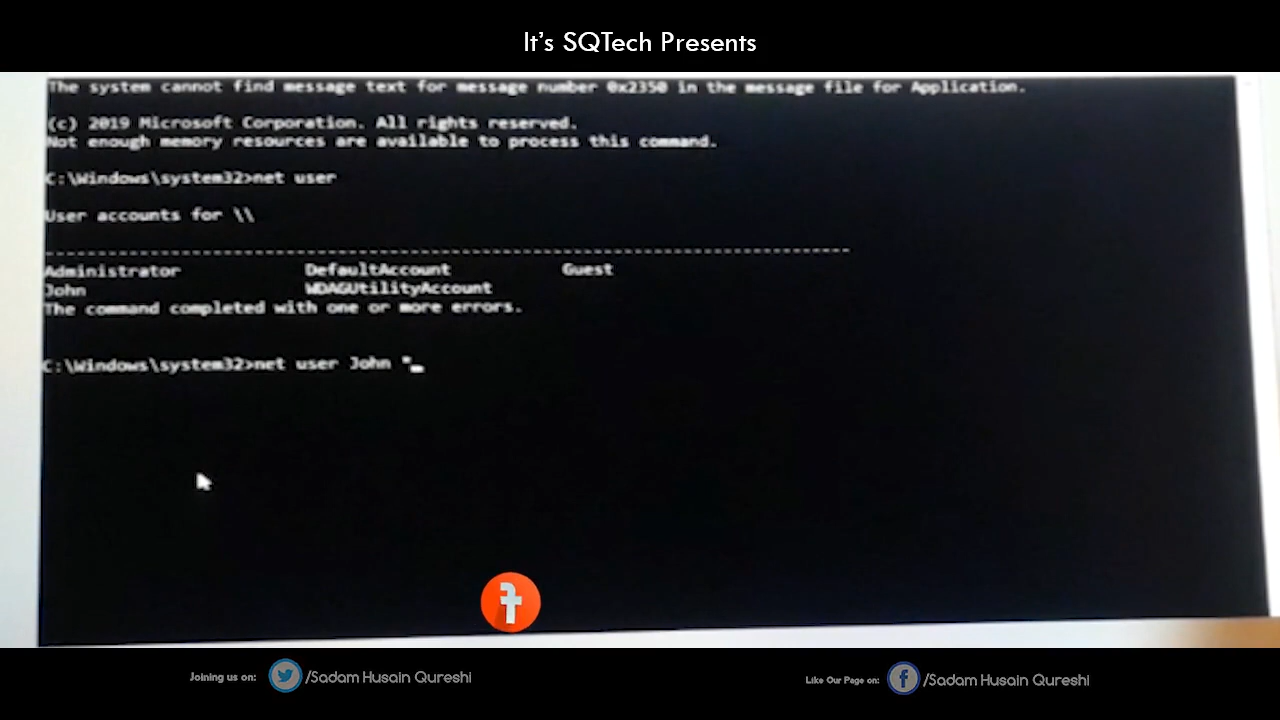 It's SQTech Presents
The system cannot find message text for message number 0x2350 in the message file for Application.
(c) 2019 Microsoft Corporation. All rights reserved.
Not enough memory resources are available to process this command.
C:\Windows\system32>net user
User accounts for \\
-------------------------------------------------------------------------------
Administrator DefaultAccount Guest
John WDAGUtilityAccount
The command completed with one or more errors.
C:\Windows\system32>net user John *
Joining us on: /Sadam Husain Qureshi
Like Our Page on: /Sadam Husain Qureshi